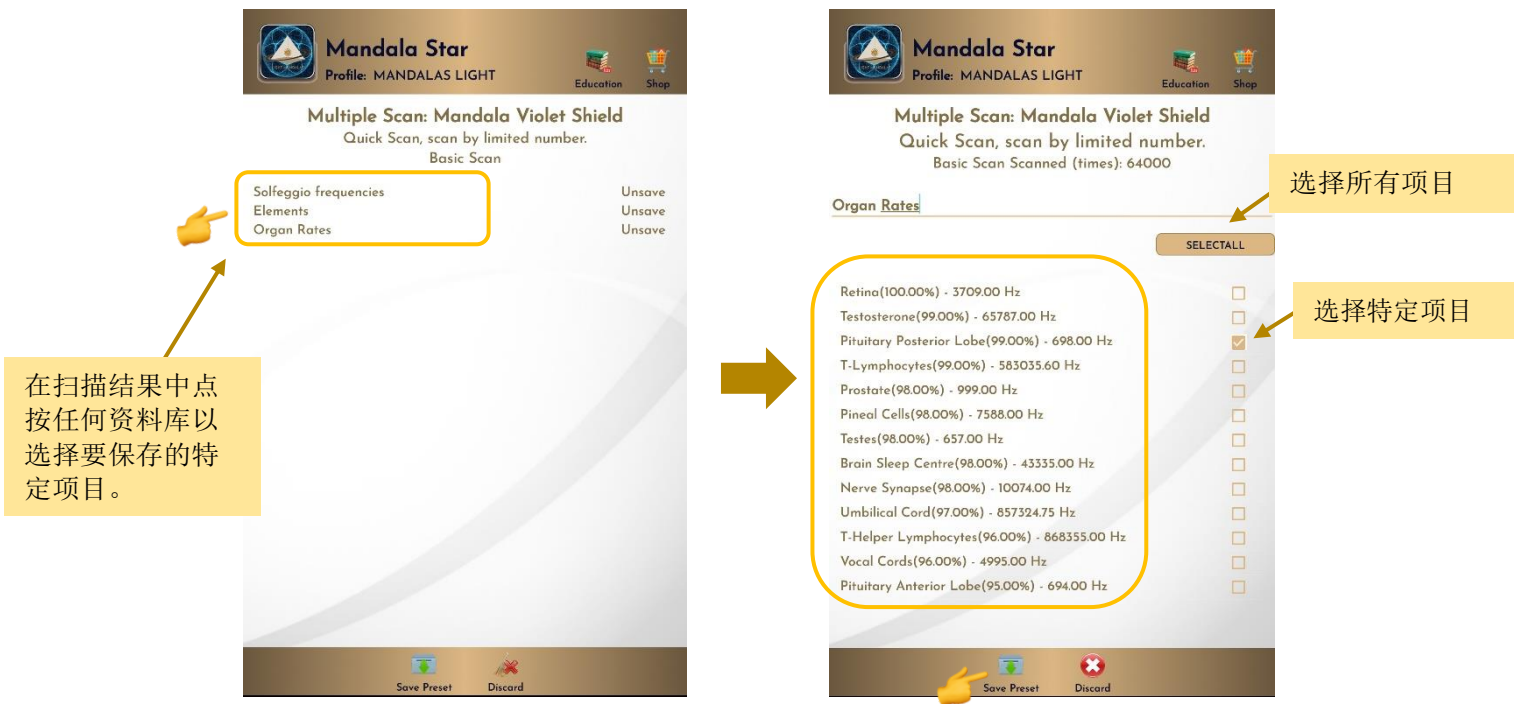 Mandala Star
Profile: MANDALAS LIGHT
Education
Shop
Multiple Scan: Mandala Violet Shield
Quick Scan, scan by limited number.
Basic Scan
Solfeggio frequencies Unsave
Elements Unsave
Organ Rates Unsave
在扫描结果中点
按任何资料库以
选择要保存的特
定项目。
Save Preset
Discard
Mandala Star
Profile: MANDALAS LIGHT
Education
Shop
Multiple Scan: Mandala Violet Shield
Quick Scan, scan by limited number.
Basic Scan Scanned (times): 64000
选择所有项目
Organ Rates
SELECTALL
Retina(100.00%) - 3709.00 Hz
选择特定项目
Testosterone(99.00%) - 65787.00 Hz
Pituitary Posterior Lobe(99.00%) - 698.00 Hz
T-Lymphocytes(99.00%) - 583035.60 Hz
Prostate(98.00%) - 999.00 Hz
Pineal Cells(98.00%) - 7588.00 Hz
Testes(98.00%) - 657.00 Hz
Brain Sleep Centre(98.00%) - 43335.00 Hz
Nerve Synapse(98.00%) - 10074.00 Hz
Umbilical Cord(97.00%) - 857324.75 Hz
T-Helper Lymphocytes(96.00%) - 868355.00 Hz
Vocal Cords(96.00%) - 4995.00 Hz
Pituitary Anterior Lobe(95.00%) - 694.00 Hz
Save Preset
Discard